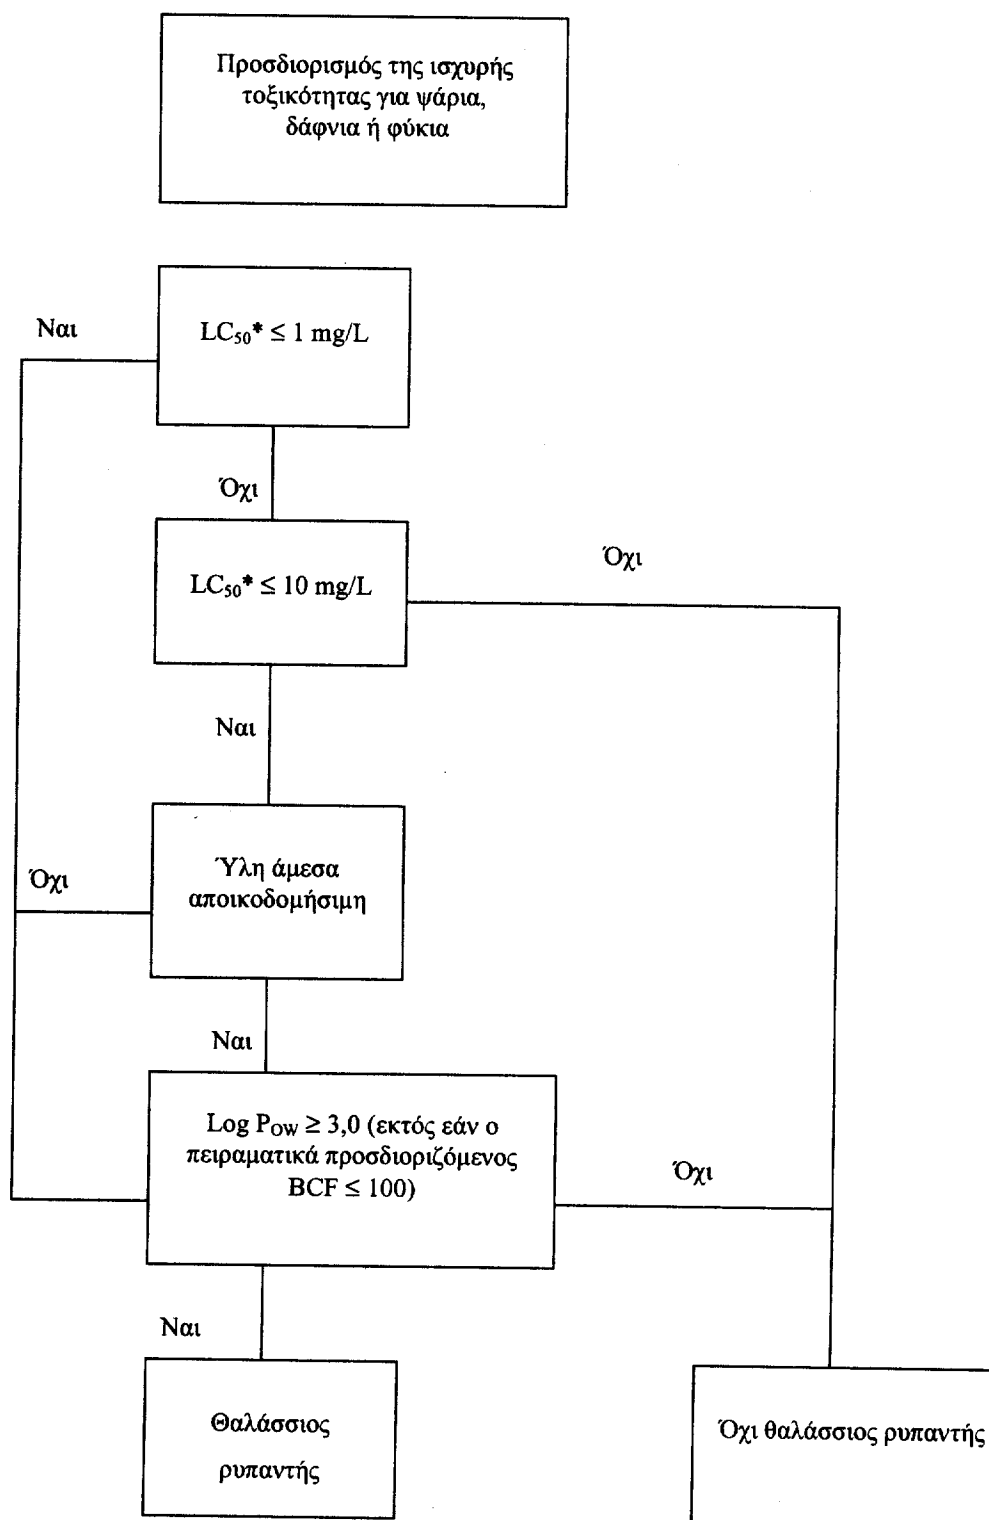 Προσδιορισμός της ισχυρής
τοξικότητας για ψάρια,
δάφνια ή φύκια
Ναι
LC₅₀* ≤ 1 mg/L
Όχι
LC₅₀* ≤ 10 mg/L
Όχι
Ναι
Όχι
Ύλη άμεσα
αποικοδομήσιμη
Ναι
Log P_OW ≥ 3,0 (εκτός εάν ο
πειραματικά προσδιοριζόμενος
BCF ≤ 100)
Όχι
Ναι
Θαλάσσιος
ρυπαντής
Όχι θαλάσσιος ρυπαντής